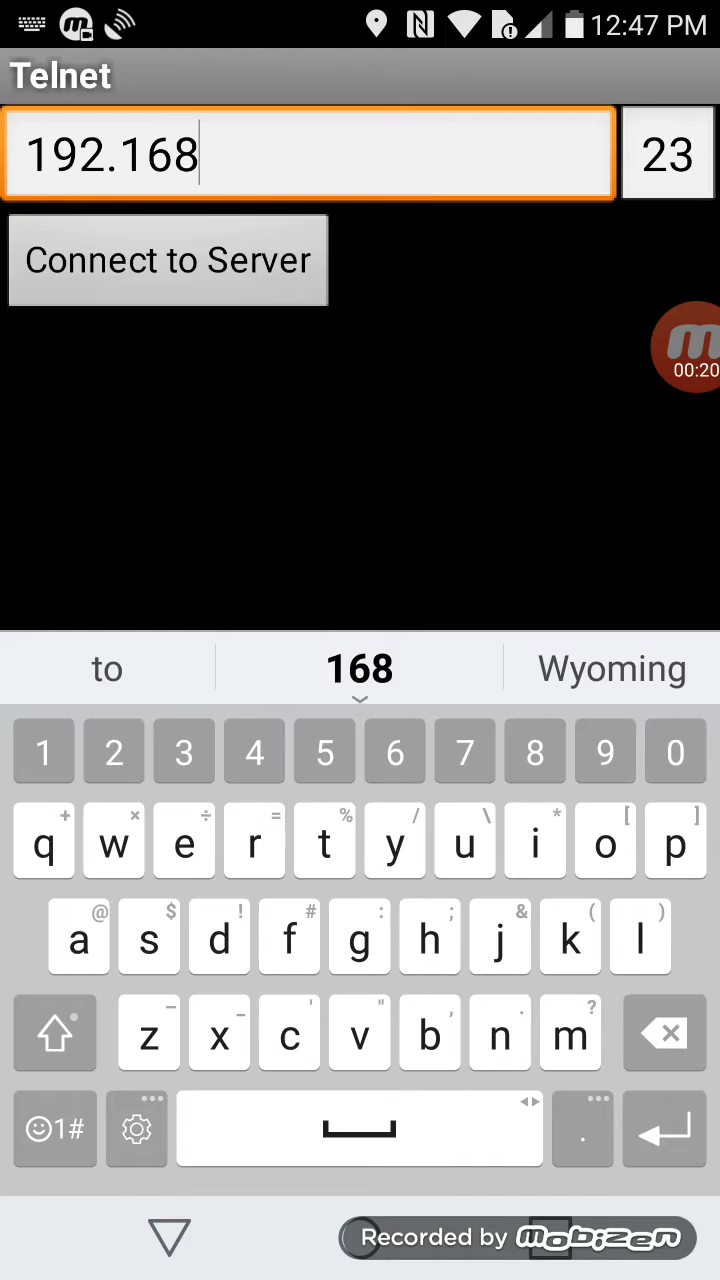 12:47 PM
Telnet
192.168 23
Connect to Server
00:20
to 168 Wyoming
1 2 3 4 5 6 7 8 9 0
+ × ÷ = % / \ * [ ]
q w e r t y u i o p
@ $ ! # : ; & ( )
a s d f g h j k l
– _ ' " , . ?
z x c v b n m
1# .
Recorded by mobizen